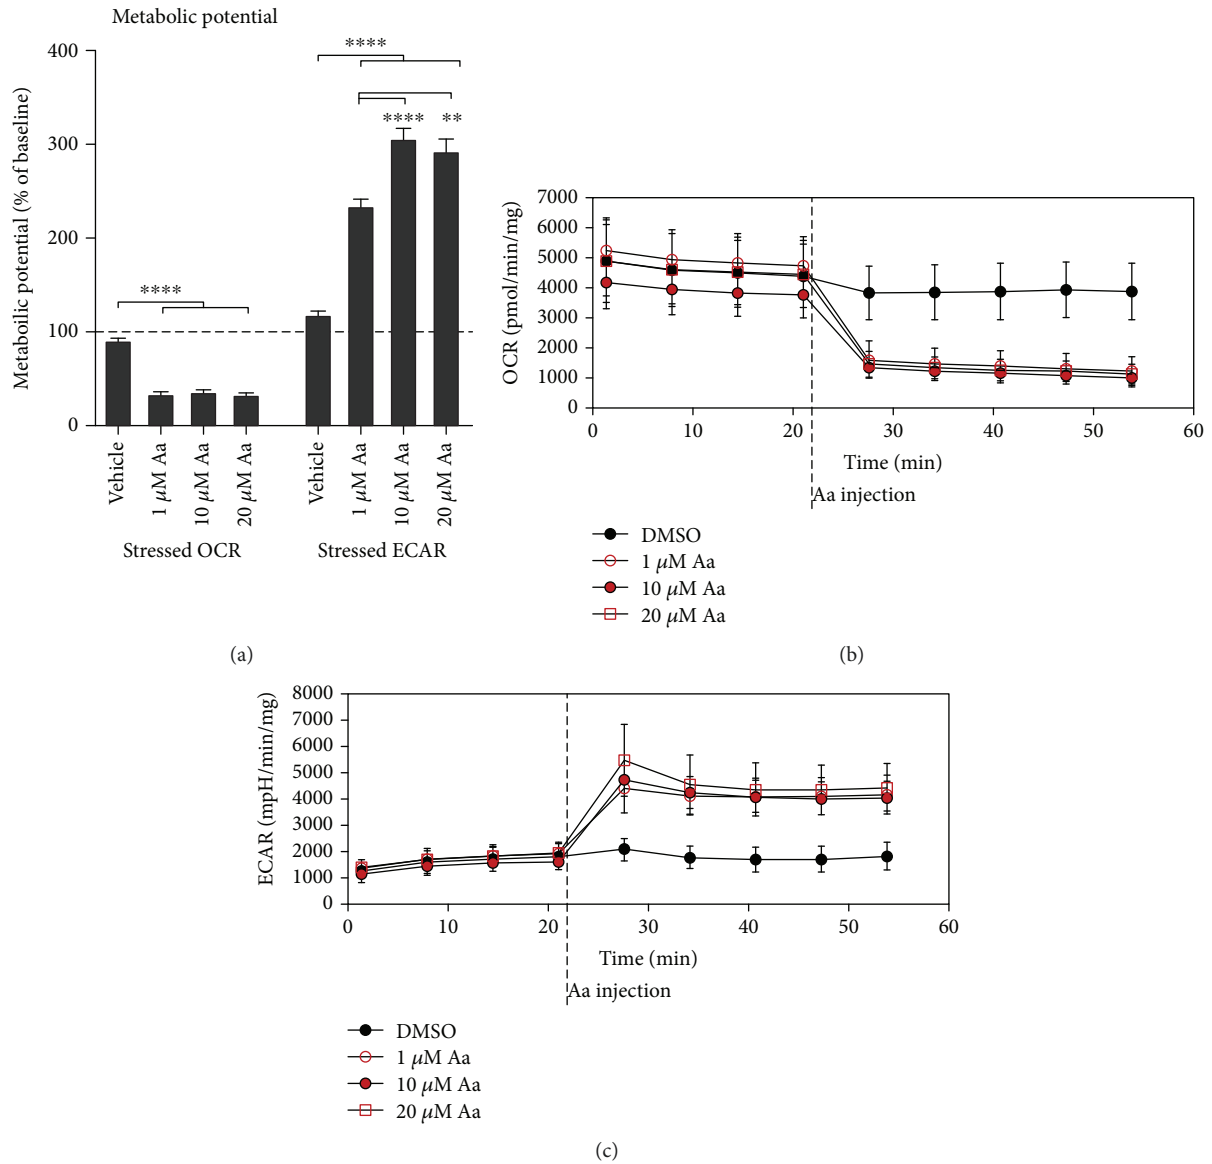 Metabolic potential
Metaboilic potential (% of baseline)
400
300
200
100
0
****
****
**** **
****
Vehicle
1 µM Aa
10 µM Aa
20 µM Aa
Vehicle
1 µM Aa
10 µM Aa
20 µM Aa
Stressed OCR Stressed ECAR
(a)
OCR (pmol/min/mg)
7000
6000
5000
4000
3000
2000
1000
0
0 10 20 30 40 50 60
Time (min)
Aa injection
DMSO
1 µM Aa
10 µM Aa
20 µM Aa
(b)
ECAR (mpH/min/mg)
8000
7000
6000
5000
4000
3000
2000
1000
0
0 10 20 30 40 50 60
Time (min)
Aa injection
DMSO
1 µM Aa
10 µM Aa
20 µM Aa
(c)